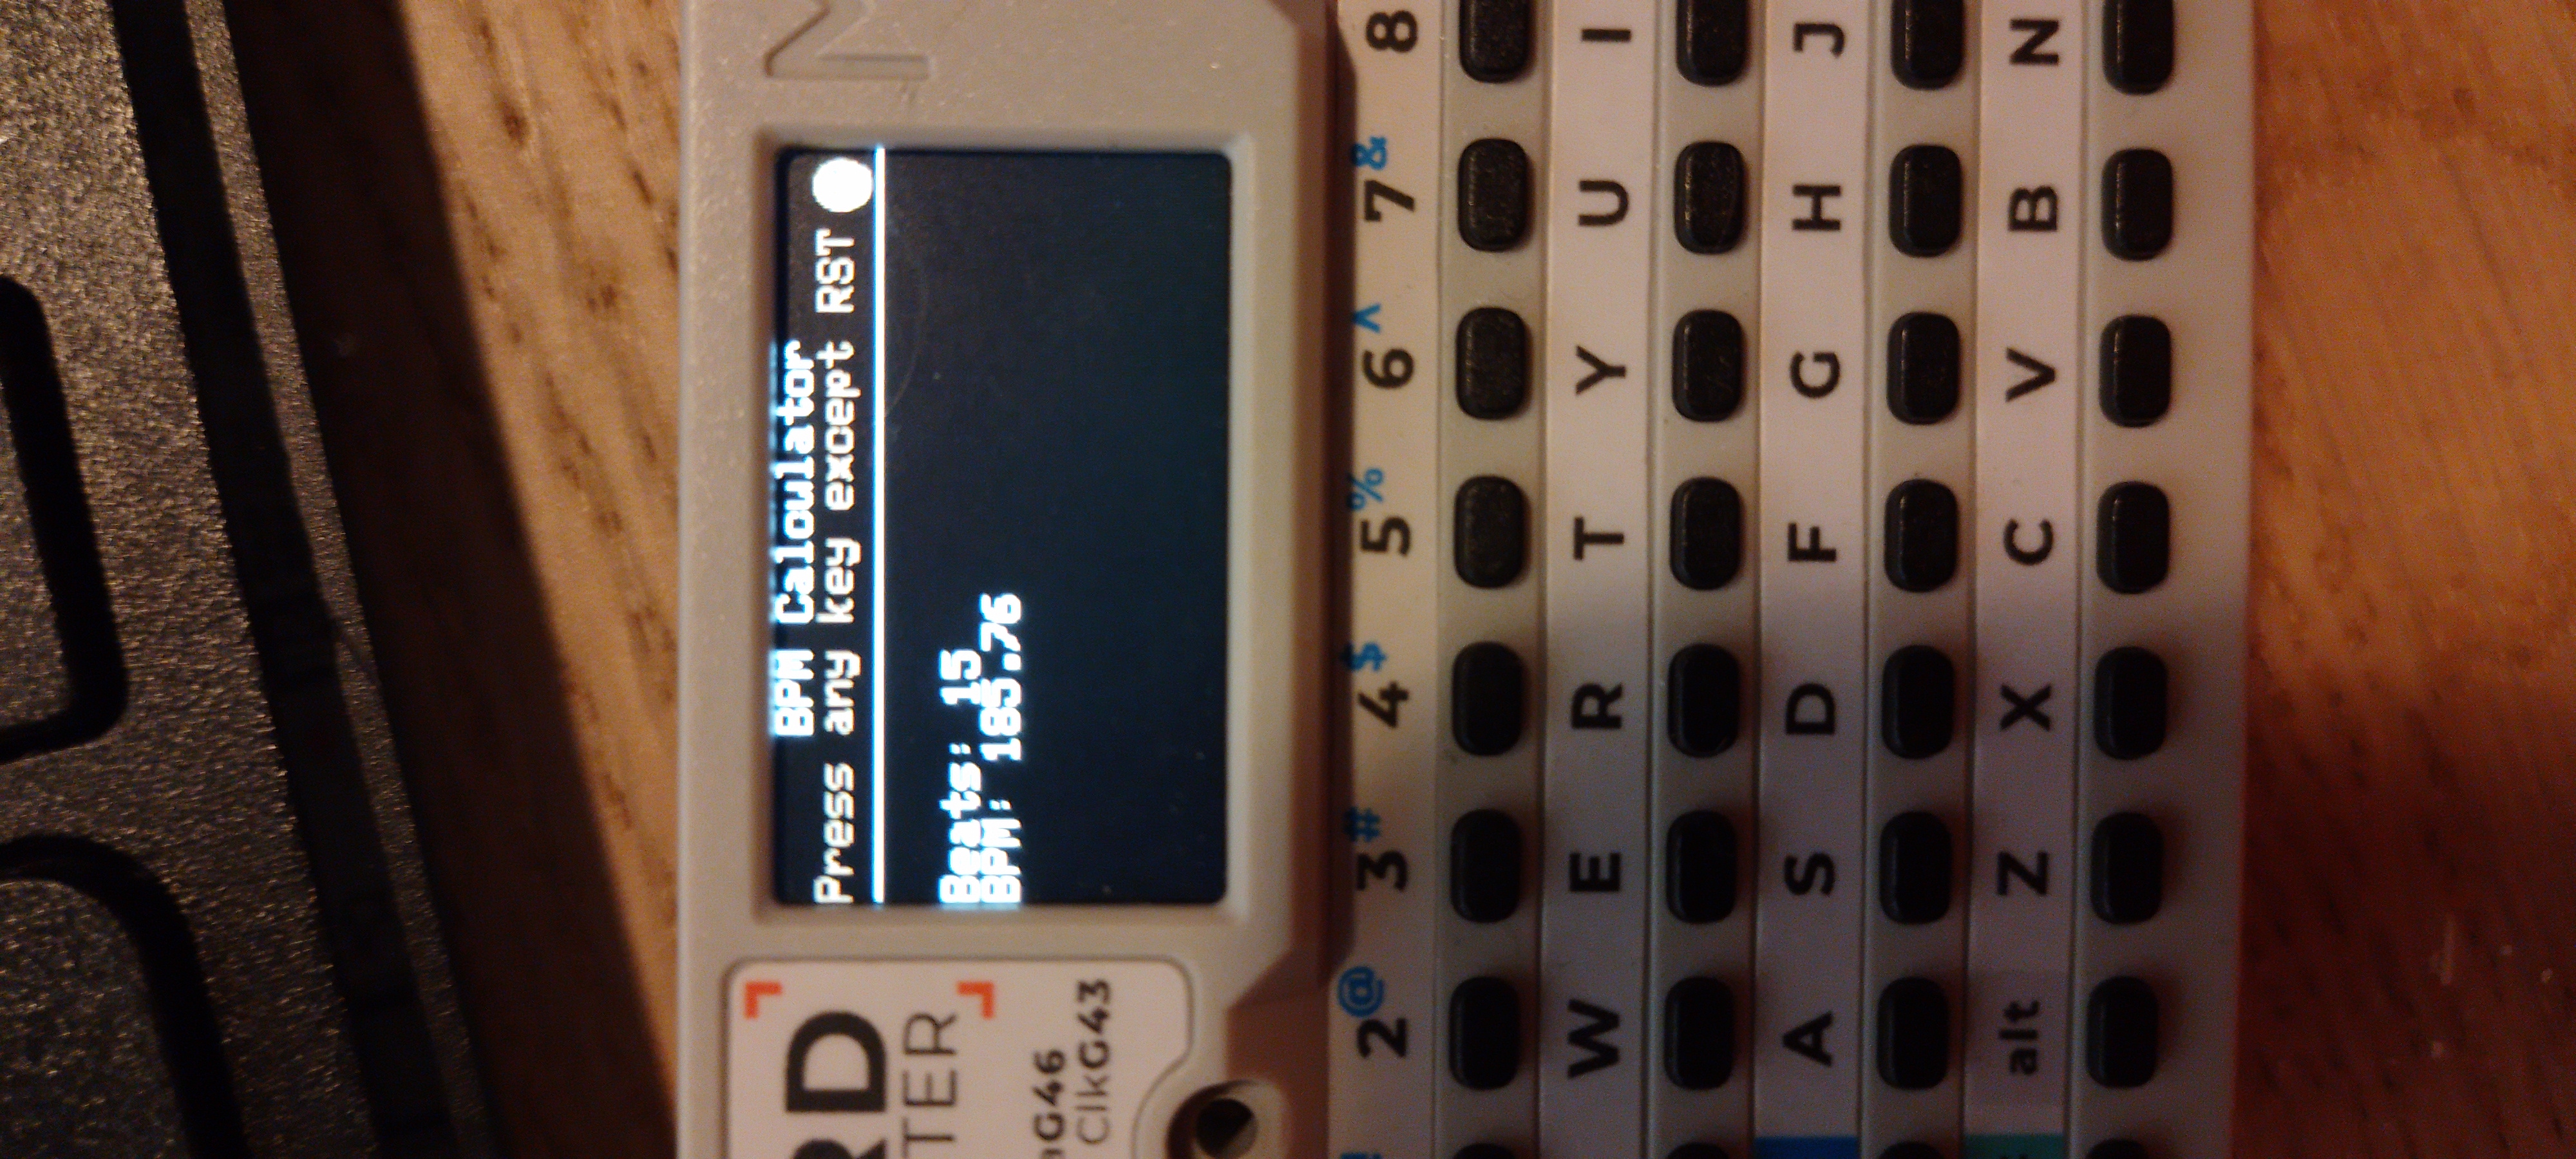 BPM Calculator
Press any key except RST
Beats: 15
BPM: 185.76
RD
TER
G46
ClkG43
M
! 2@ 3# 4$ 5% 6^ 7& 8
W E R T Y U I
A S D F G H J
alt Z X C V B N